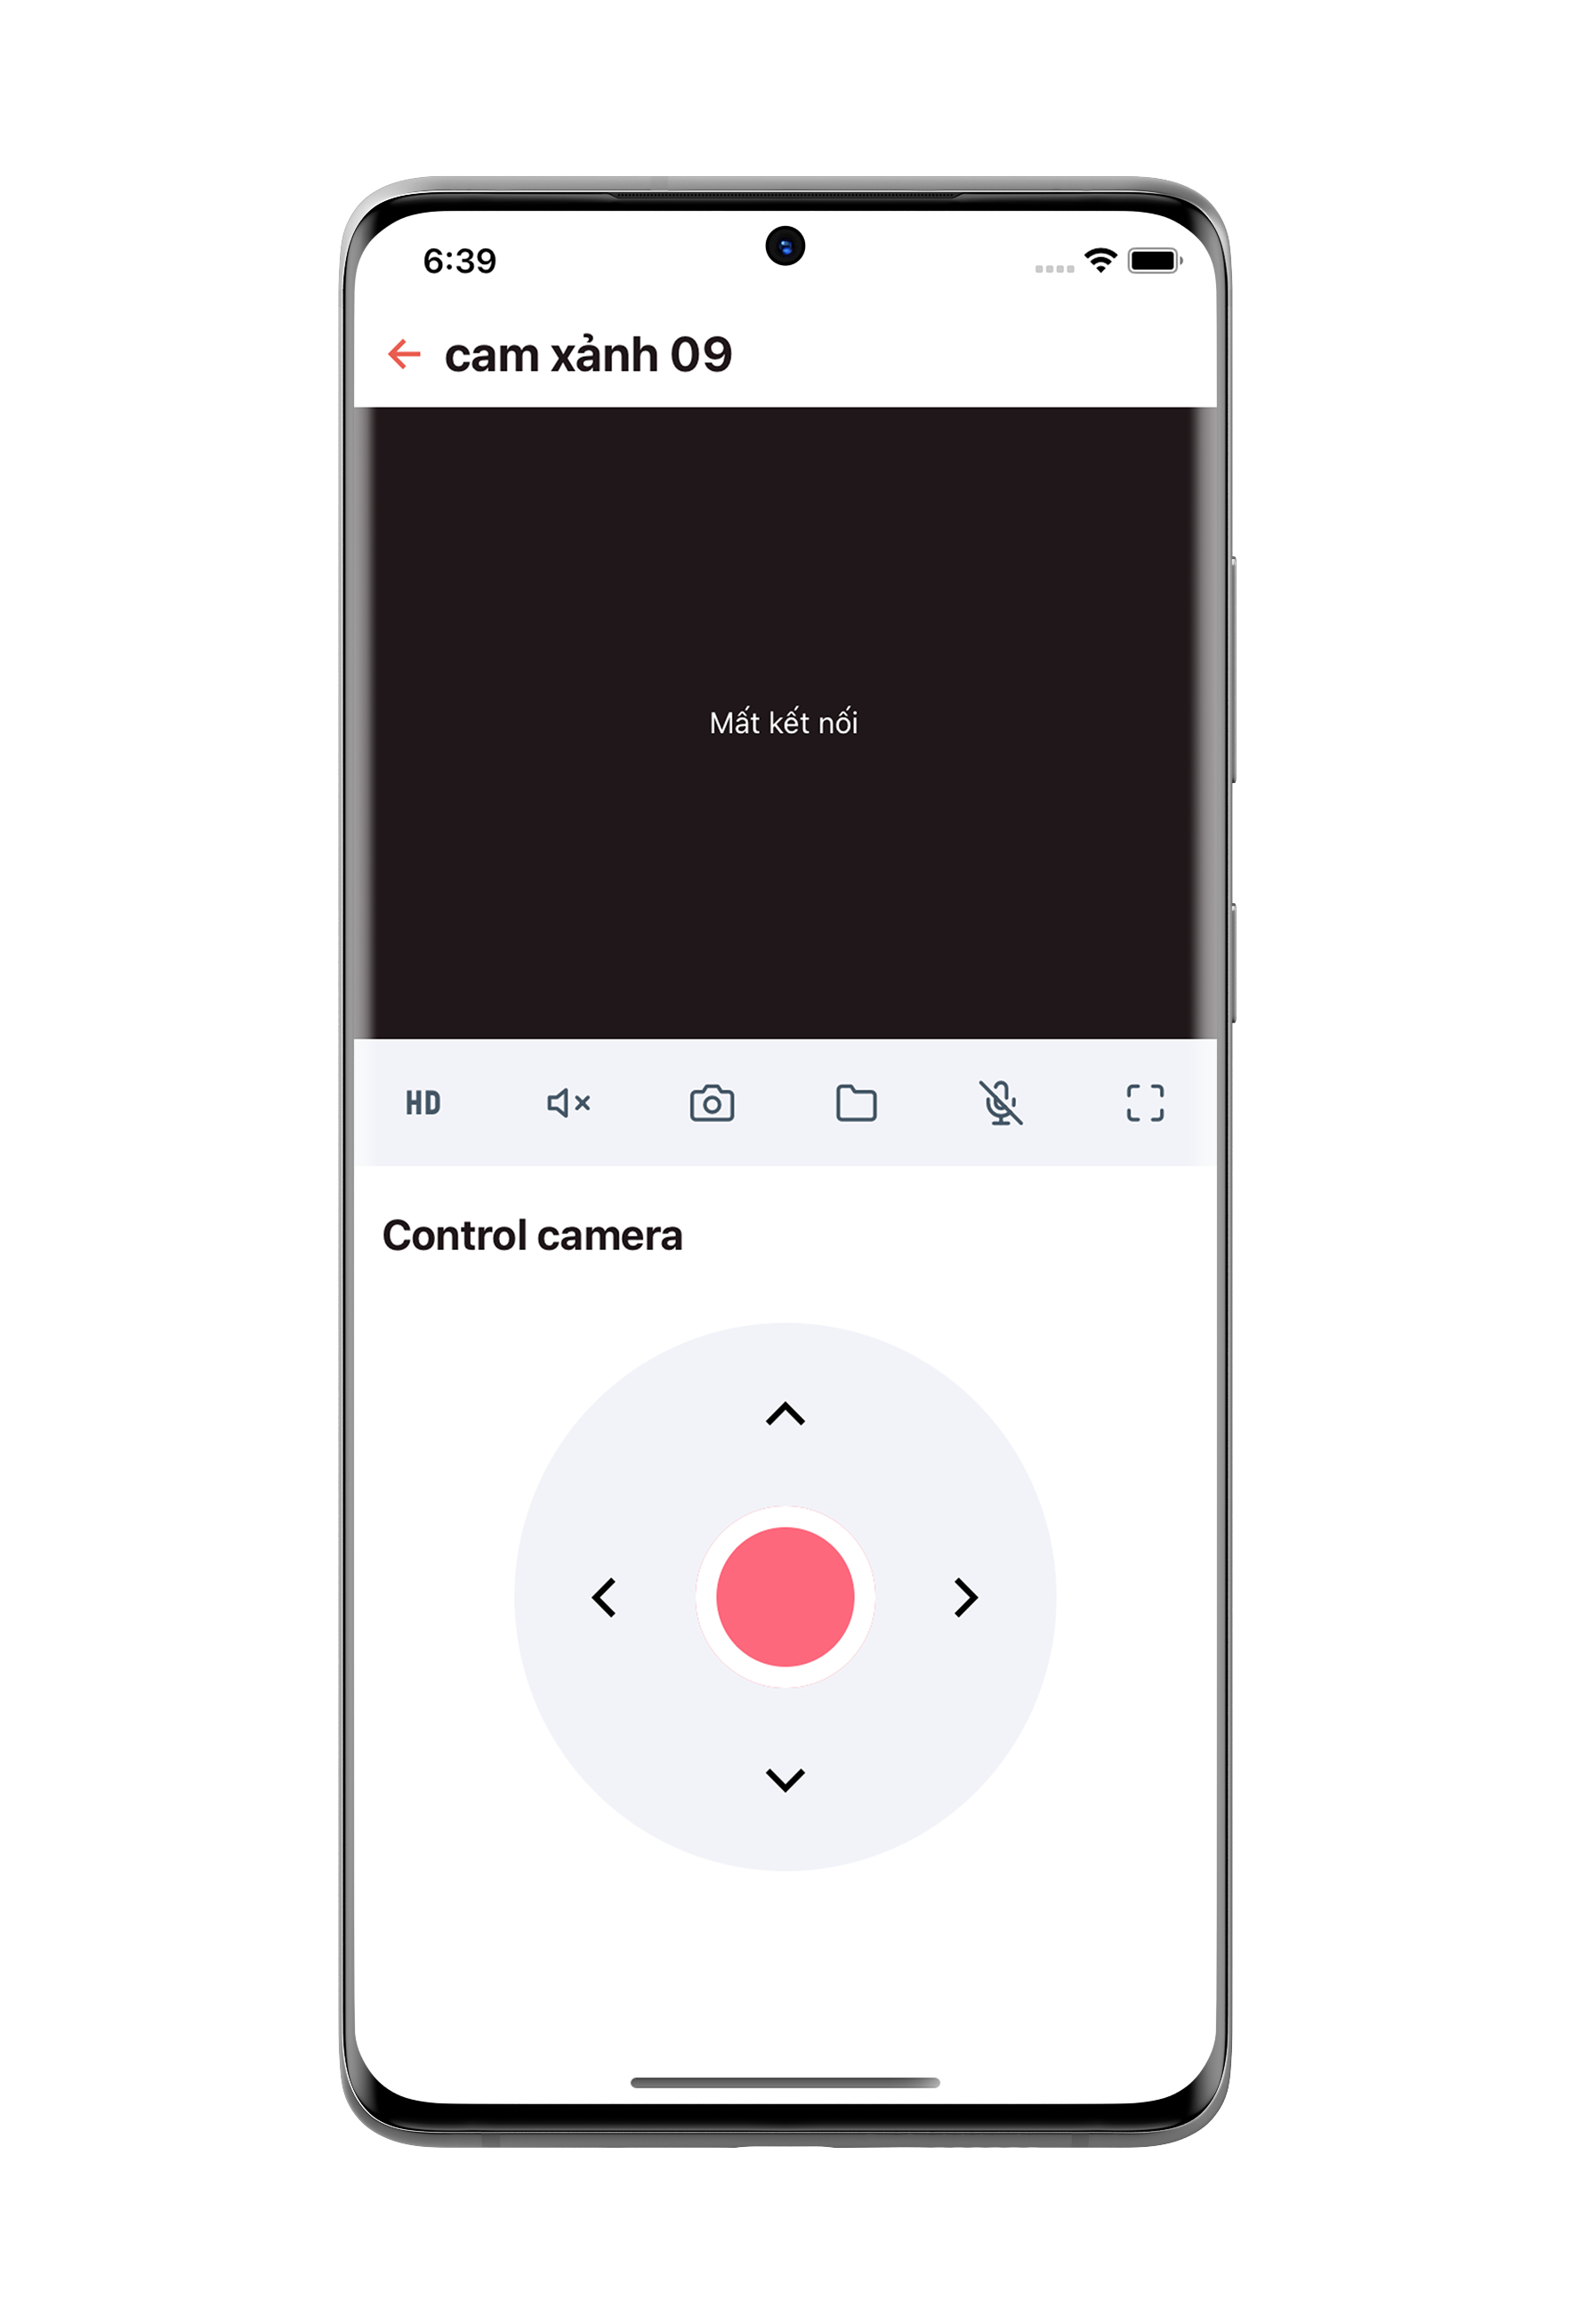 6:39
cam xảnh 09
Mất kết nối
HD
Control camera